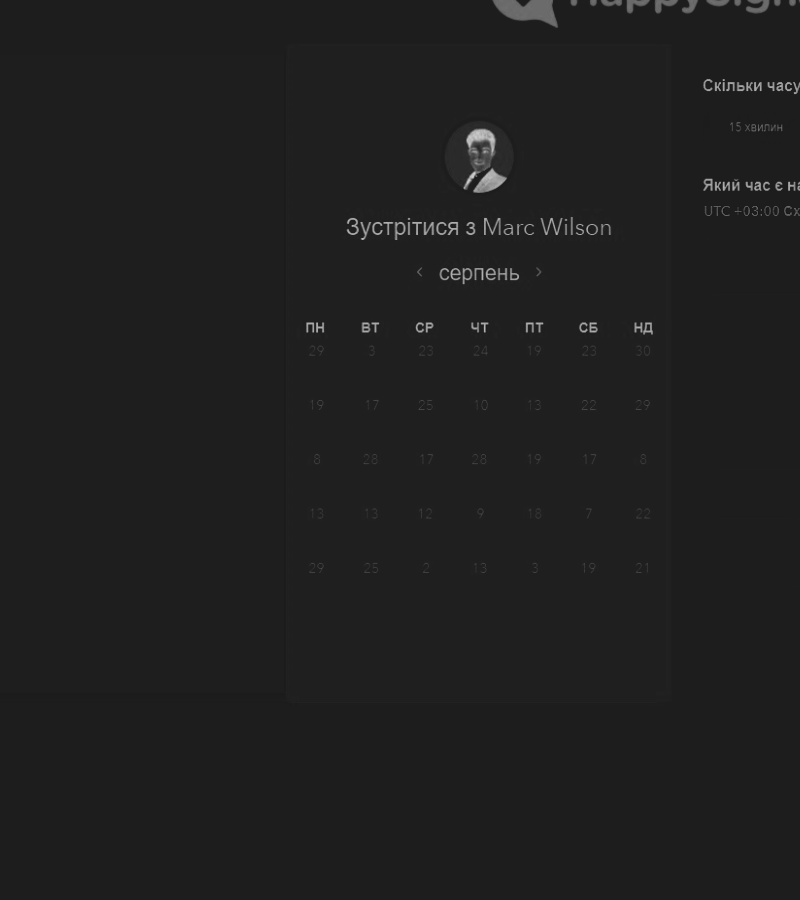 Скільки часу
15 хвилин
Який час є на
UTC +03:00 Сх
Зустрітися з Marc Wilson
‹ серпень ›
ПН ВТ СР ЧТ ПТ СБ НД
29 3 23 24 19 23 30
19 17 25 10 13 22 29
8 28 17 28 19 17 8
13 13 12 9 18 7 22
29 25 2 13 3 19 21